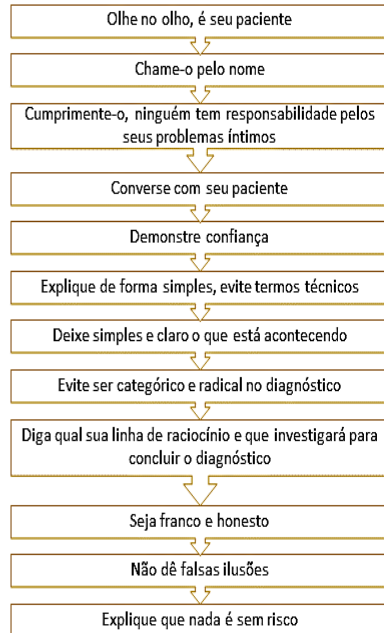 Olhe no olho, é seu paciente
Chame-o pelo nome
Cumprimente-o, ninguém tem responsabilidade pelos
seus problemas íntimos
Converse com seu paciente
Demonstre confiança
Explique de forma simples, evite termos técnicos
Deixe simples e claro o que está acontecendo
Evite ser categórico e radical no diagnóstico
Diga qual sua linha de raciocínio e que investigará para
concluir o diagnóstico
Seja franco e honesto
Não dê falsas ilusões
Explique que nada é sem risco